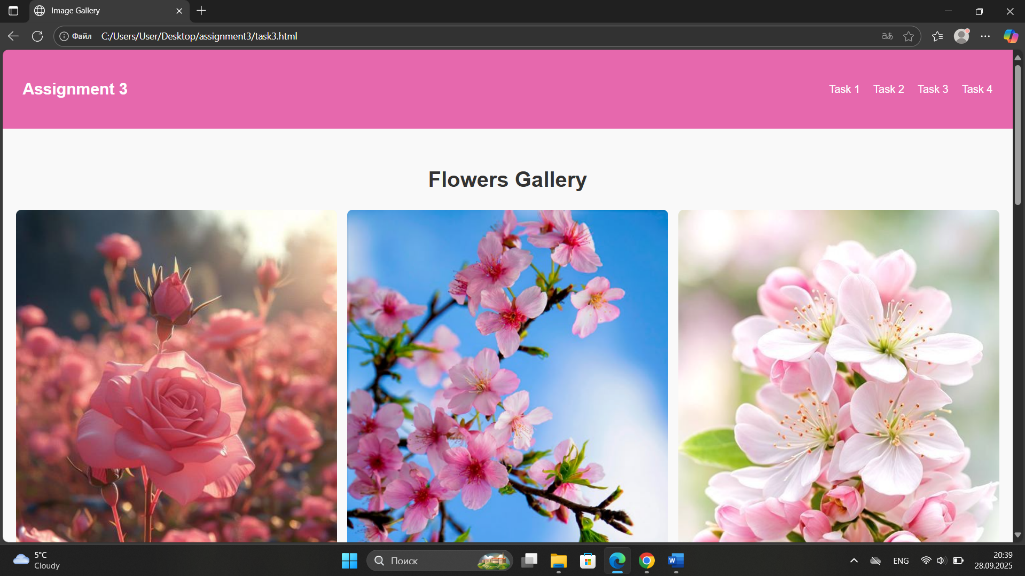 Image Gallery
Файл C:/Users/User/Desktop/assignment3/task3.html
Assignment 3
Task 1 Task 2 Task 3 Task 4
Flowers Gallery
5°C
Cloudy
Поиск
ENG
20:39
28.09.2025